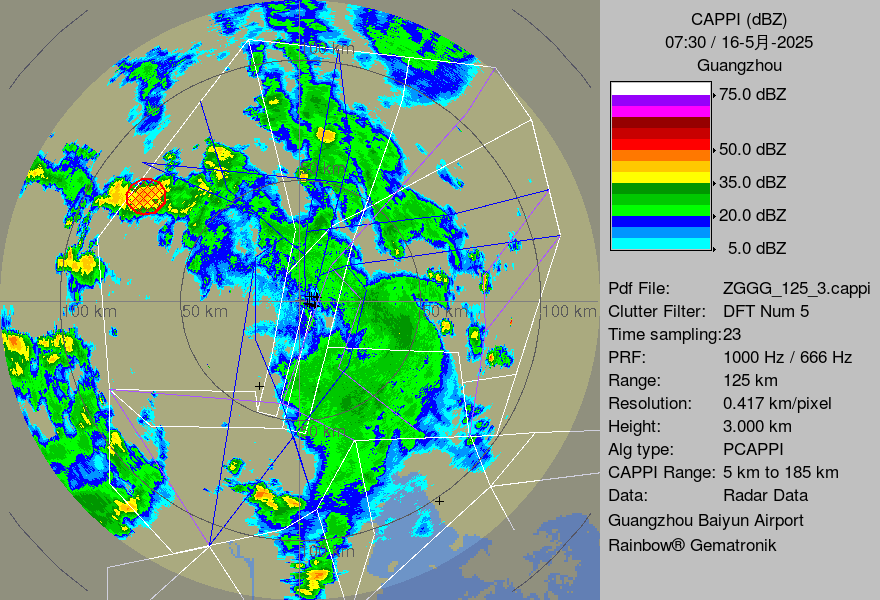 CAPPI (dBZ)
07:30 / 16-5月-2025
Guangzhou
75.0 dBZ
50.0 dBZ
35.0 dBZ
20.0 dBZ
5.0 dBZ
Pdf File: ZGGG_125_3.cappi
Clutter Filter: DFT Num 5
Time sampling:23
PRF: 1000 Hz / 666 Hz
Range: 125 km
Resolution: 0.417 km/pixel
Height: 3.000 km
Alg type: PCAPPI
CAPPI Range: 5 km to 185 km
Data: Radar Data
Guangzhou Baiyun Airport
Rainbow® Gematronik
100 km
50 km
100 km
50 km
50 km
100 km
50 km
100 km